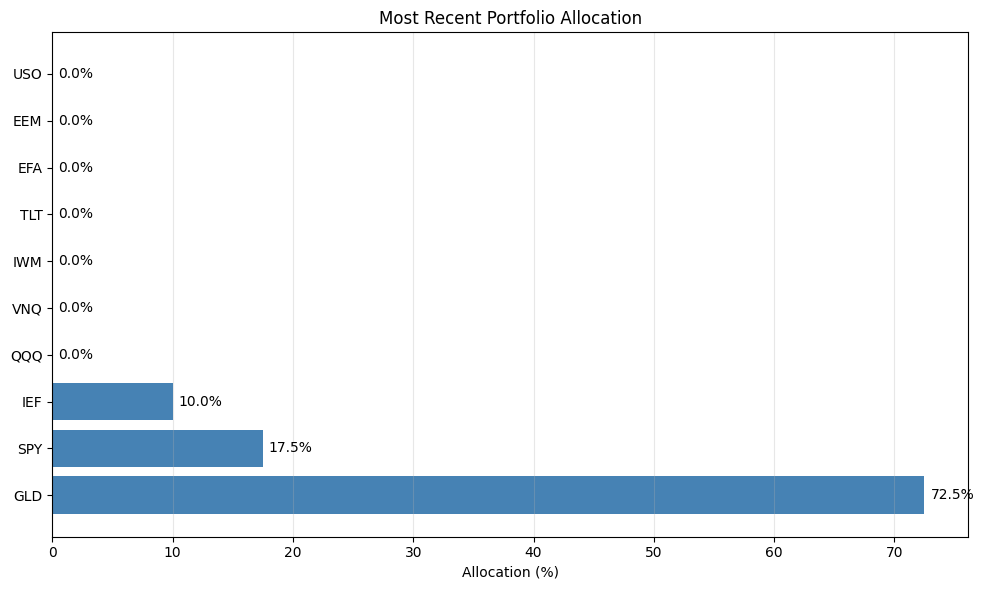 Most Recent Portfolio Allocation
USO 0.0%
EEM 0.0%
EFA 0.0%
TLT 0.0%
IWM 0.0%
VNQ 0.0%
QQQ 0.0%
IEF 10.0%
SPY 17.5%
GLD 72.5%
0 10 20 30 40 50 60 70
Allocation (%)